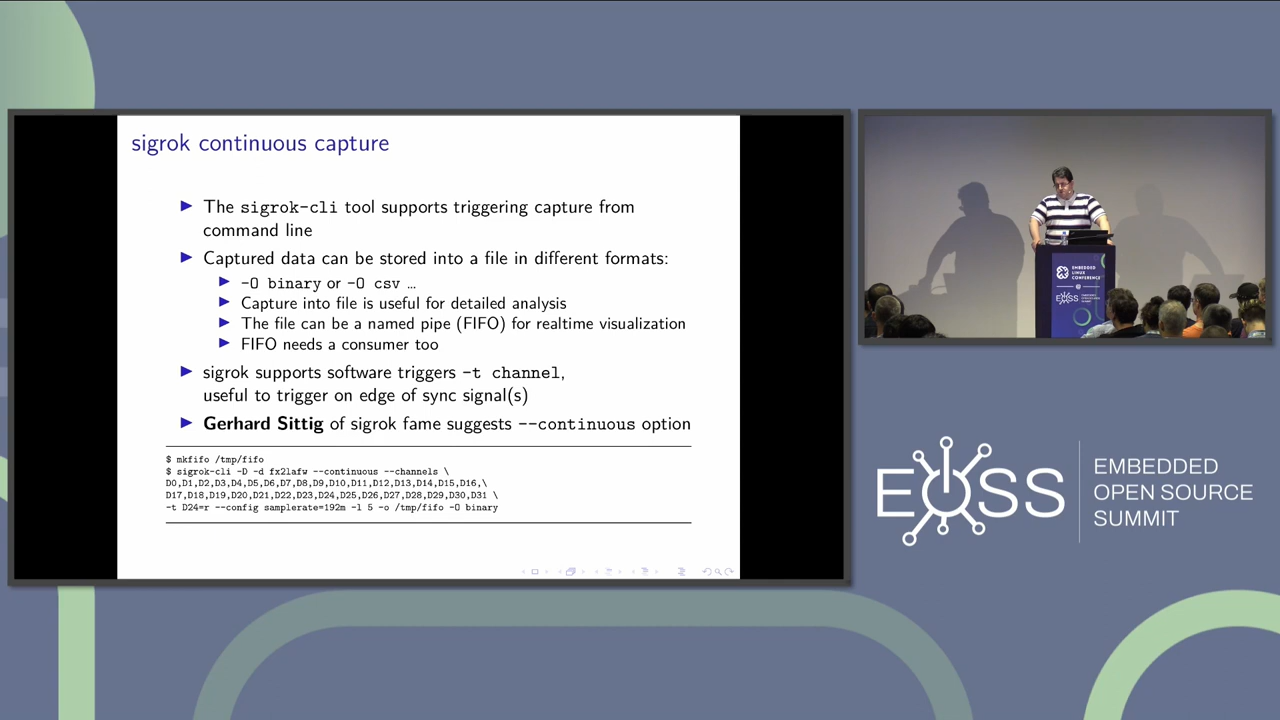 sigrok continuous capture
The sigrok-cli tool supports triggering capture from
command line
Captured data can be stored into a file in different formats:
-O binary or -O csv …
Capture into file is useful for detailed analysis
The file can be a named pipe (FIFO) for realtime visualization
FIFO needs a consumer too
sigrok supports software triggers -t channel,
useful to trigger on edge of sync signal(s)
Gerhard Sittig of sigrok fame suggests --continuous option
$ mkfifo /tmp/fifo
$ sigrok-cli -D -d fx2lafw --continuous --channels \
D0,D1,D2,D3,D4,D5,D6,D7,D8,D9,D10,D11,D12,D13,D14,D15,D16,\
D17,D18,D19,D20,D21,D22,D23,D24,D25,D26,D27,D28,D29,D30,D31 \
-t D24=r --config samplerate=192m -l 5 -o /tmp/fifo -O binary
EMBEDDED
LINUX
CONFERENCE
EOSS
EOSS
EMBEDDED
OPEN SOURCE
SUMMIT